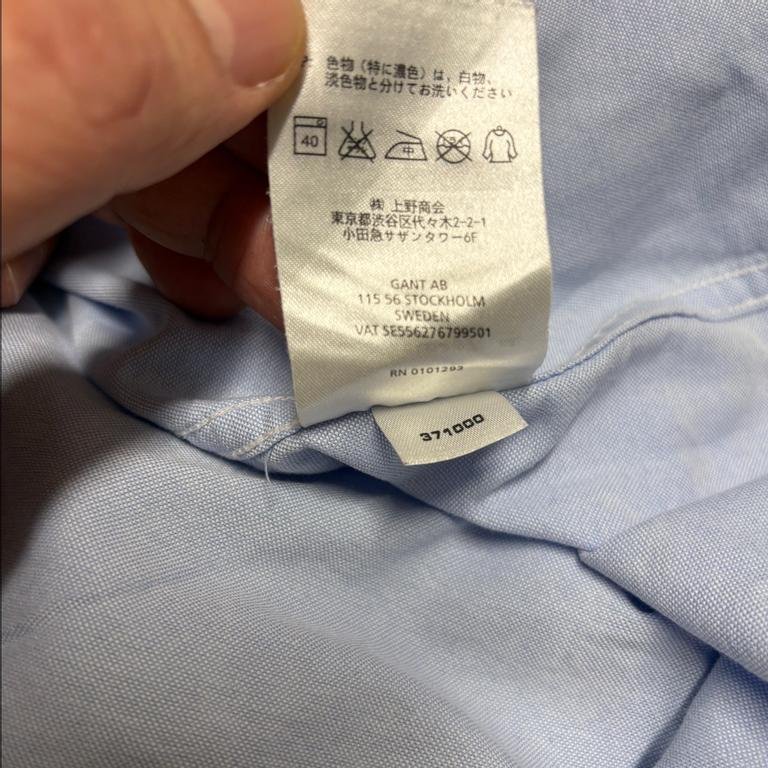 色物（特に濃色）は、白物、
淡色物と分けてお洗いください
40 中
㈱ 上野商会
東京都渋谷区代々木2-2-1
小田急サザンタワー6F
GANT AB
115 56 STOCKHOLM
SWEDEN
VAT SE556276799501
RN 0101293
371000